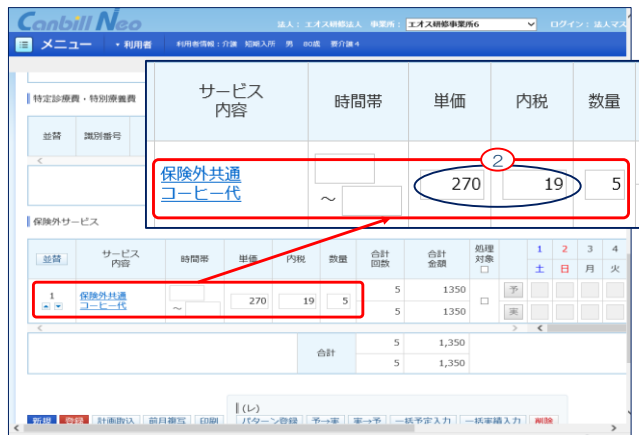 Canbill Neo
法人： エオス研修法人 事業所： エオス研修事業所6 ログイン： 法人マス
メニュー ・利用者 利用者情報：介護 短期入所 男 80歳 要介護4
特定診療費・特別療養費
並替 識別番号
サービス内容 時間帯 単価 内税 数量
②
保険外共通
コーヒー代
～ 270 19 5
保険外サービス
並替 サービス内容 時間帯 単価 内税 数量 合計回数 合計金額 処理対象 1 2 3 4
土 日 月 火
1 保険外共通 5 1350 予
コーヒー代 ～ 270 19 5 5 1350 実
合計 5 1,350
5 1,350
(レ)
新規 登録 計画取込 前月複写 印刷 パターン登録 予→実 実→予 一括予定入力 一括実績入力 削除